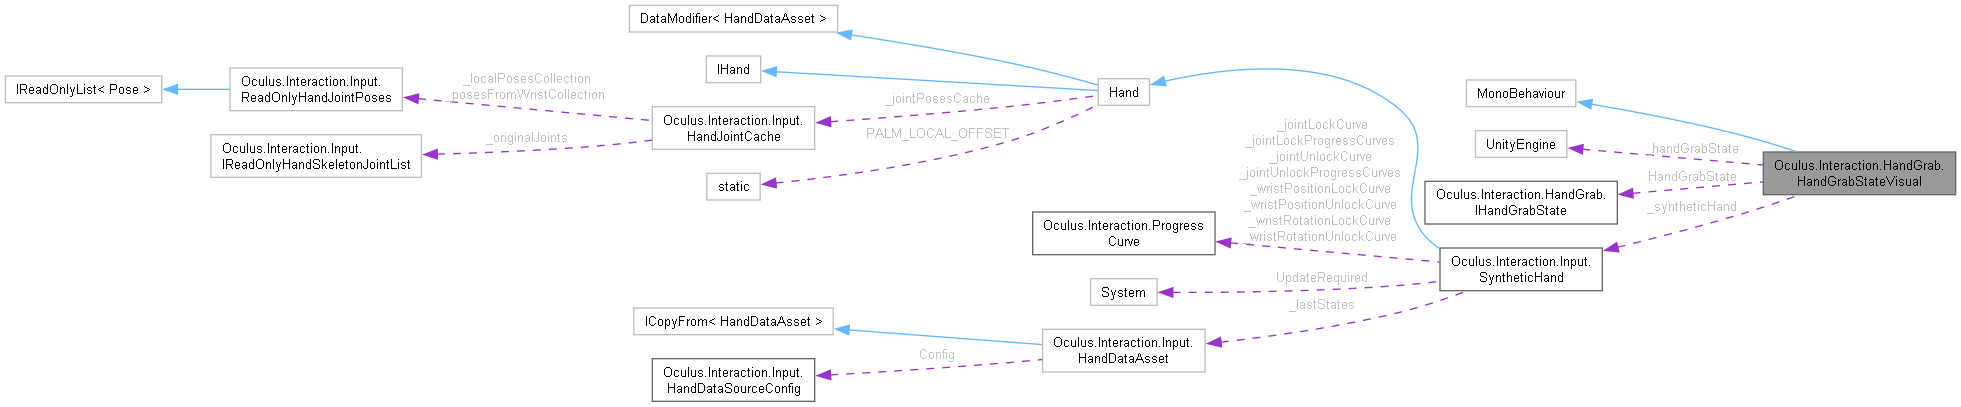 DataModifier< HandDataAsset >
IHand
IReadOnlyList< Pose >
Oculus.Interaction.Input.
ReadOnlyHandJointPoses
_localPosesCollection
posesFromWristCollection
Hand
MonoBehaviour
_jointPosesCache
Oculus.Interaction.Input.
HandJointCache
PALM_LOCAL_OFFSET
_originalJoints
Oculus.Interaction.Input.
IReadOnlyHandSkeletonJointList
static
_jointLockCurve
_jointLockProgressCurves
_jointUnlockCurve
_jointUnlockProgressCurves
_wristPositionLockCurve
_wristPositionUnlockCurve
_wristRotationLockCurve
wristRotationUnlockCurve
UnityEngine
handGrabState
HandGrabState
_syntheticHand
Oculus.Interaction.HandGrab.
HandGrabStateVisual
Oculus.Interaction.HandGrab.
IHandGrabState
Oculus.Interaction.Progress
Curve
Oculus.Interaction.Input.
SyntheticHand
UpdateRequired
System
_lastStates
ICopyFrom< HandDataAsset >
Oculus.Interaction.Input.
HandDataAsset
Config
Oculus.Interaction.Input.
HandDataSourceConfig